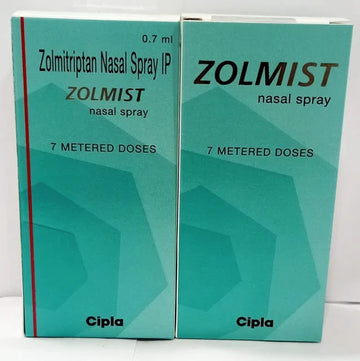 0.7 ml
Zolmitriptan Nasal Spray IP
ZOLMIST
nasal spray
7 METERED DOSES
Cipla
ZOLMIST
nasal spray
7 METERED DOSES
Cipla